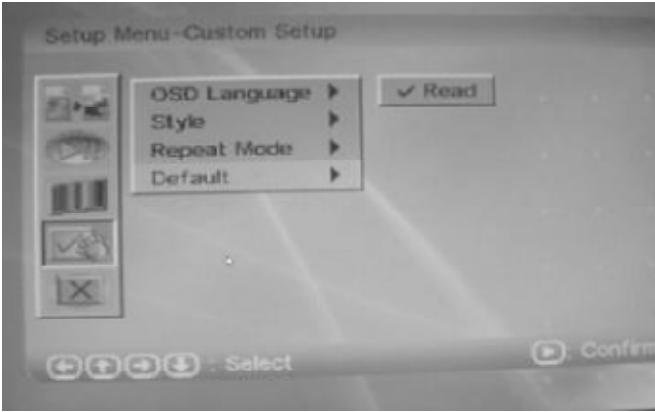 Setup Menu-Custom Setup
OSD Language
Style
Repeat Mode
Default
✓ Read
: Select
: Confirm